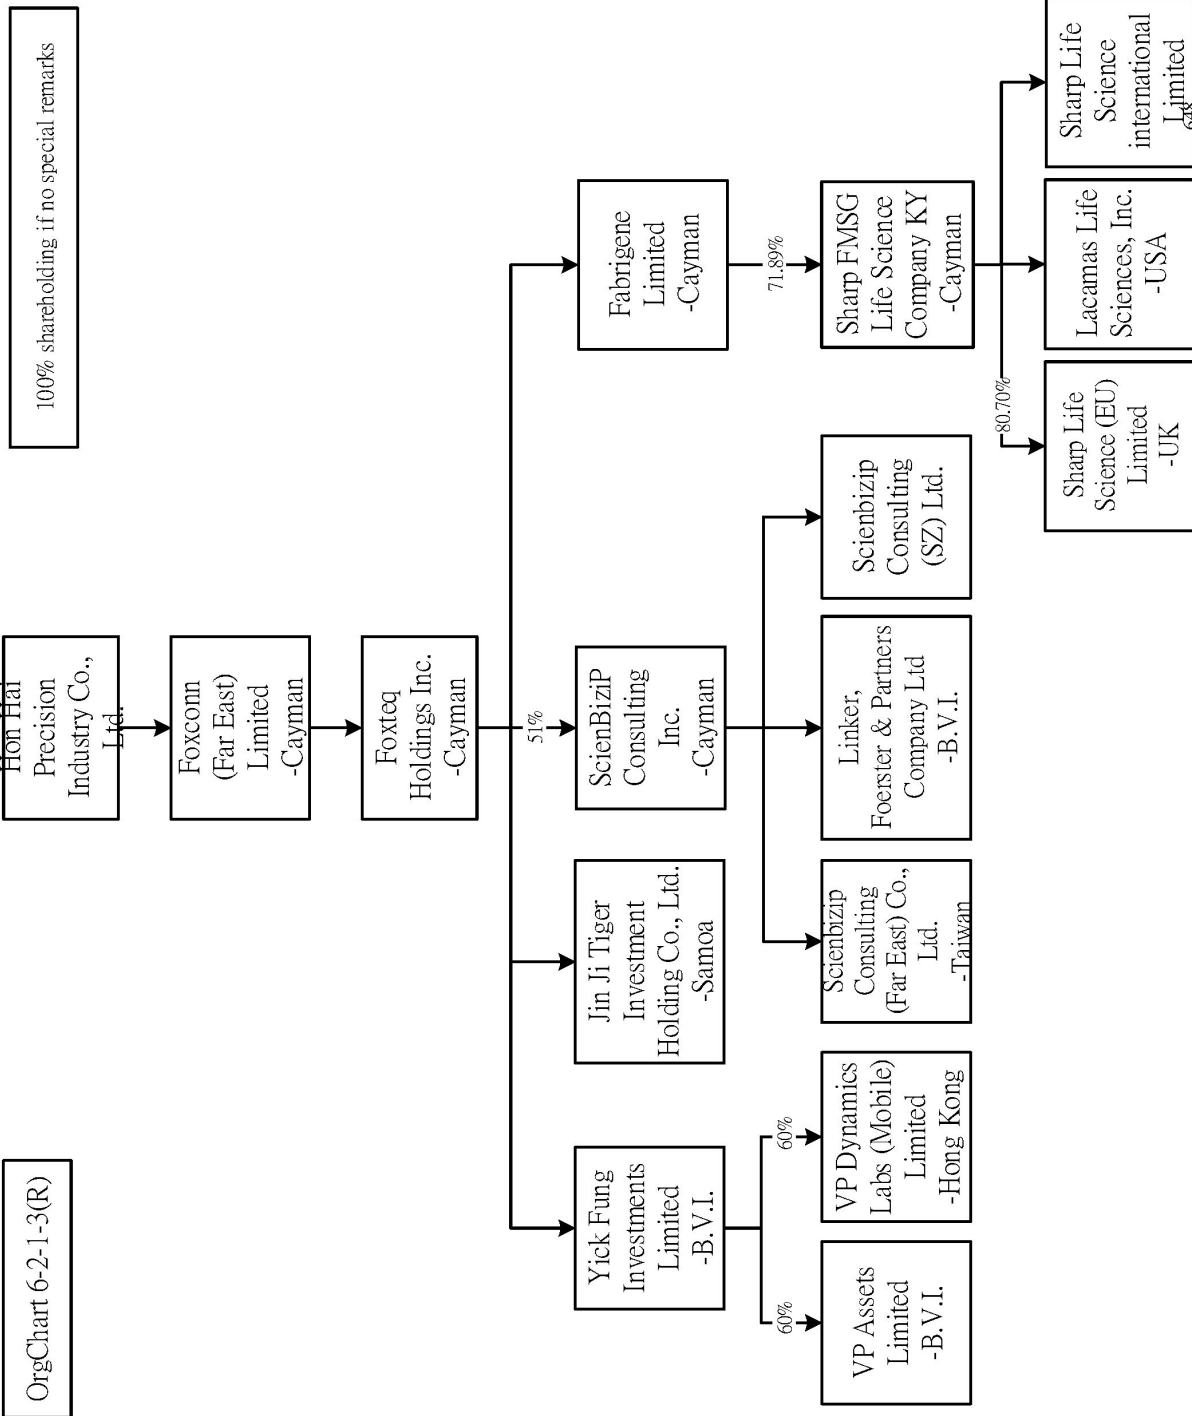 OrgChart 6-2-1-3(R)
100% shareholding if no special remarks
Hon Hai
Precision
Industry Co.,
Ltd.
Foxconn
(Far East)
Limited
-Cayman
Foxteq
Holdings Inc.
-Cayman
51%
Yick Fung
Investments
Limited
-B.V.I.
Jin Ji Tiger
Investment
Holding Co., Ltd.
-Samoa
ScienBiziP
Consulting
Inc.
-Cayman
Fabrigene
Limited
-Cayman
60%
60%
71.89%
VP Assets
Limited
-B.V.I.
VP Dynamics
Labs (Mobile)
Limited
-Hong Kong
Scienbizip
Consulting
(Far East) Co.,
Ltd.
-Taiwan
Linker,
Foerster & Partners
Company Ltd
-B.V.I.
Scienbizip
Consulting
(SZ) Ltd.
Sharp FMSG
Life Science
Company KY
-Cayman
80.70%
Sharp Life
Science (EU)
Limited
-UK
Lacamas Life
Sciences, Inc.
-USA
Sharp Life
Science
international
Limited